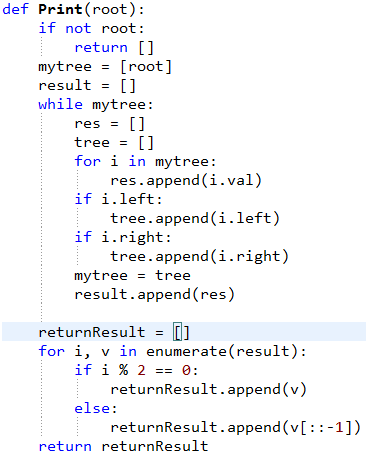 def Print(root):
    if not root:
        return []
    mytree = [root]
    result = []
    while mytree:
        res = []
        tree = []
        for i in mytree:
            res.append(i.val)
        if i.left:
            tree.append(i.left)
        if i.right:
            tree.append(i.right)
        mytree = tree
        result.append(res)

    returnResult = []
    for i, v in enumerate(result):
        if i % 2 == 0:
            returnResult.append(v)
        else:
            returnResult.append(v[::-1])
    return returnResult